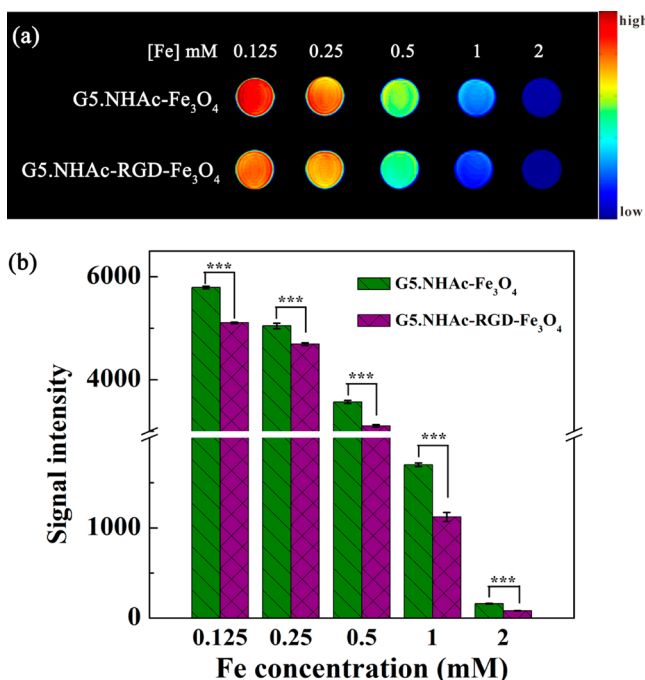 (a)
high
[Fe] mM 0.125 0.25 0.5 1 2
G5.NHAc-Fe₃O₄
G5.NHAc-RGD-Fe₃O₄
low
(b)
6000
4000
1000
0
Signal intensity
G5.NHAc-Fe₃O₄
G5.NHAc-RGD-Fe₃O₄
*** *** *** *** ***
0.125 0.25 0.5 1 2
Fe concentration (mM)